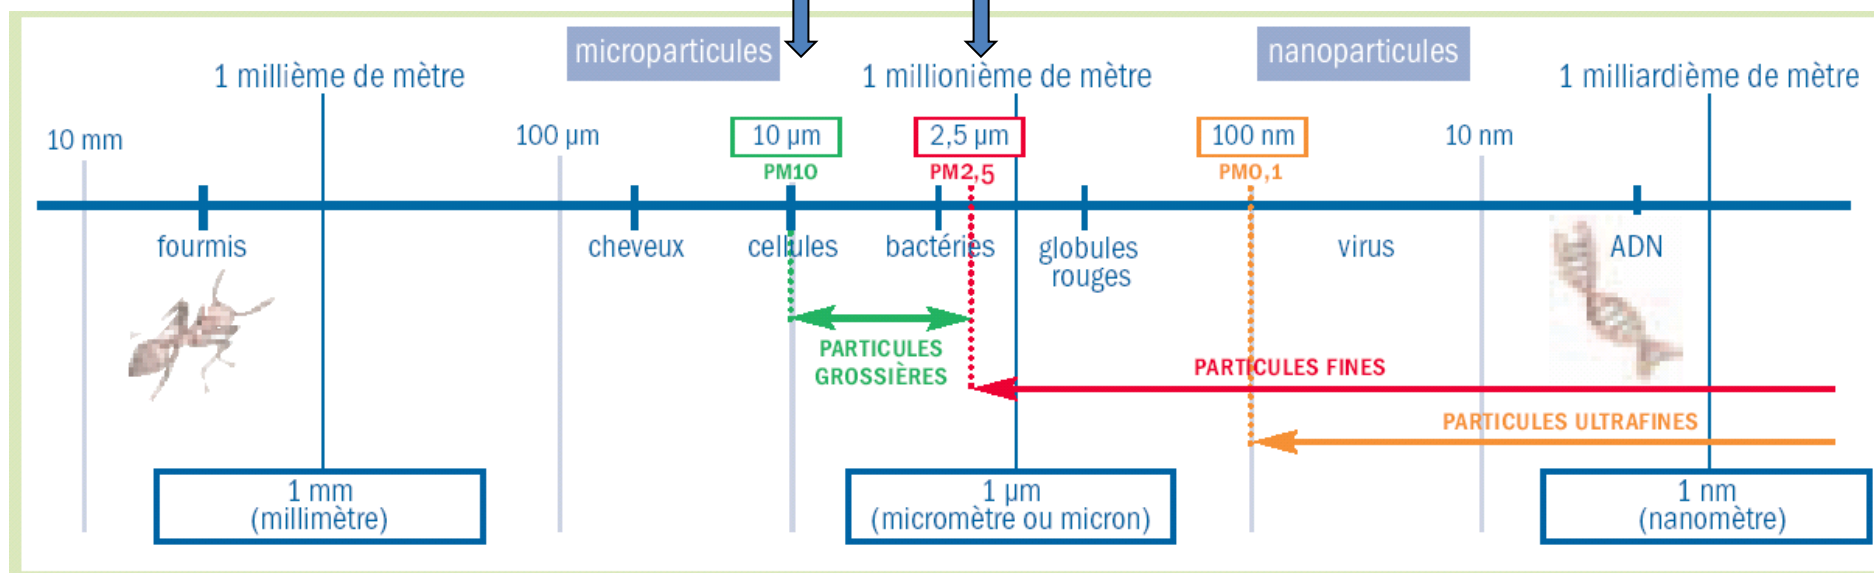 microparticules
nanoparticules
1 millième de mètre
1 millionième de mètre
1 milliardième de mètre
10 mm
100 µm
10 µm
2,5 µm
100 nm
10 nm
PM10
PM2,5
PM0,1
fourmis
cheveux
cellules
bactéries
globules
rouges
virus
ADN
PARTICULES
GROSSIÈRES
PARTICULES FINES
PARTICULES ULTRAFINES
1 mm
(millimètre)
1 µm
(micromètre ou micron)
1 nm
(nanomètre)